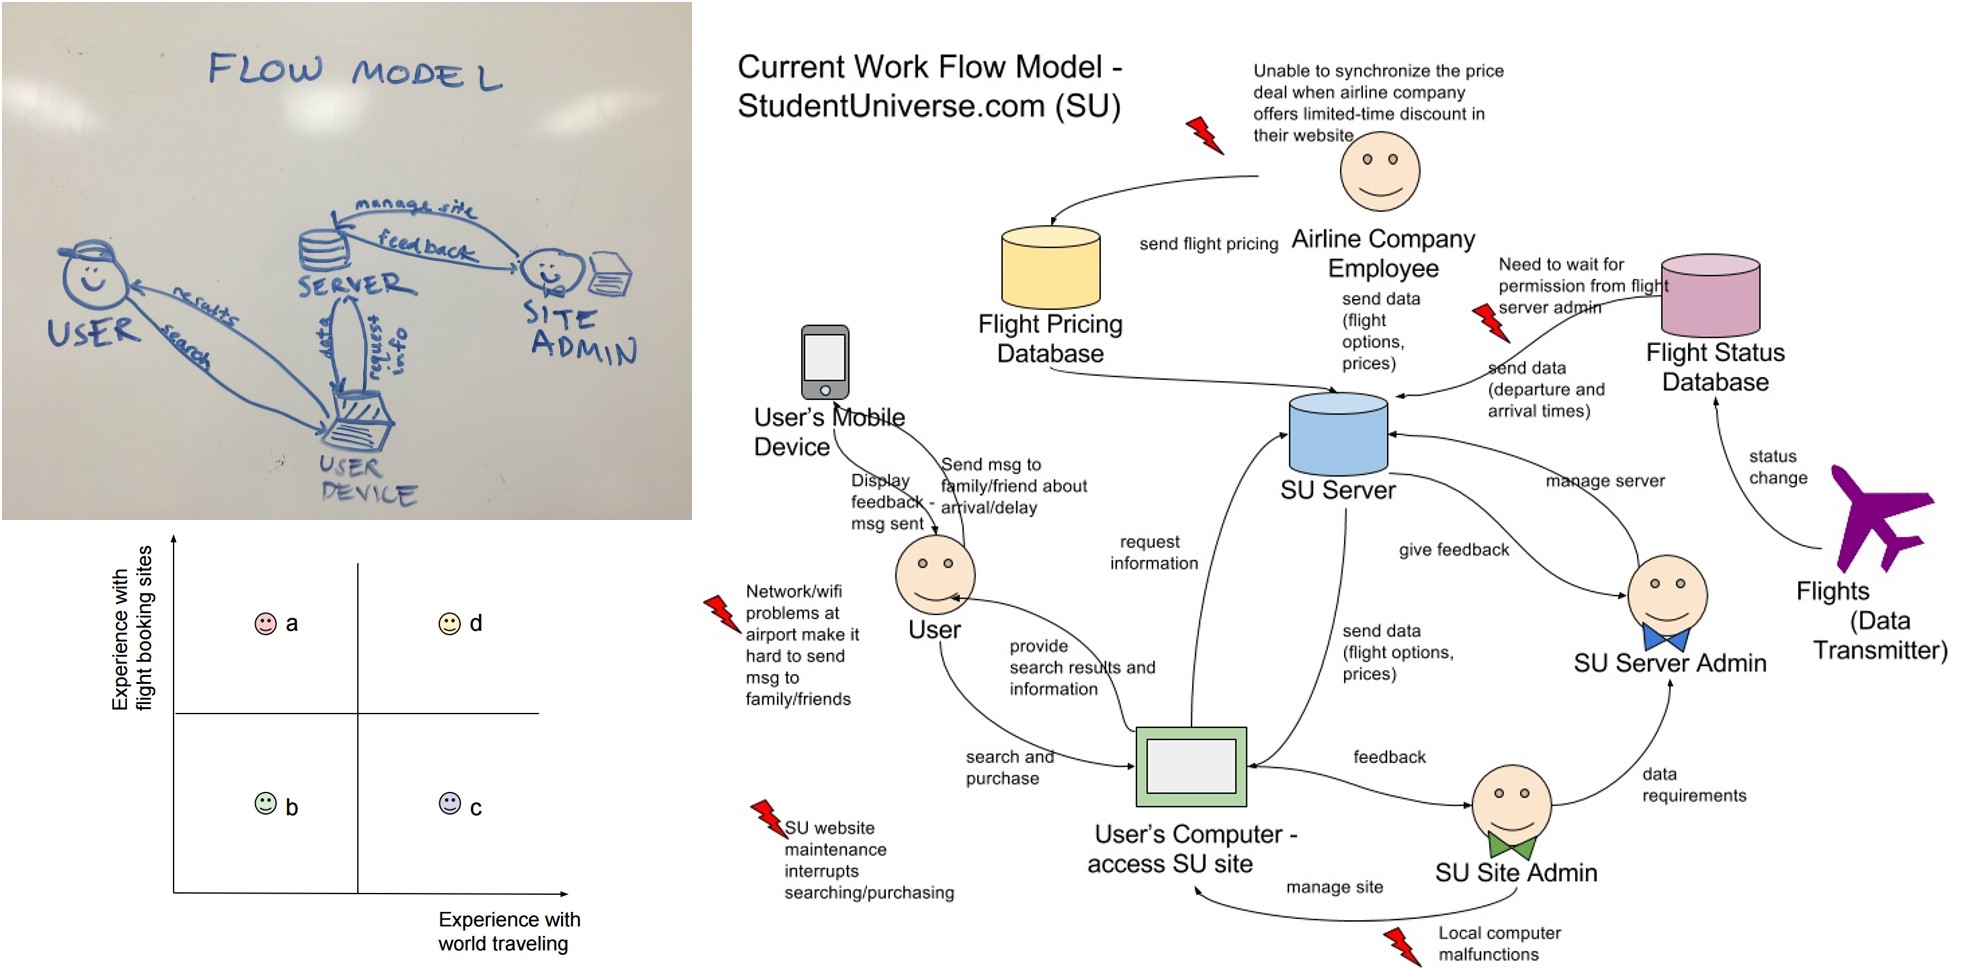 FLOW MODEL
manage site
feedback
SERVER
USER
results
search
data
request
info
SITE
ADMIN
USER
DEVICE
Experience with
flight booking sites
a
d
b
c
Experience with
world traveling
Current Work Flow Model -
StudentUniverse.com (SU)
Unable to synchronize the price
deal when airline company
offers limited-time discount in
their website
send flight pricing
Airline Company
Employee
Flight Pricing
Database
send data
(flight
options,
prices)
Need to wait for
permission from flight
server admin
Flight Status
Database
send data
(departure and
arrival times)
User's Mobile
Device
Display
feedback -
msg sent
Send msg to
family/friend about
arrival/delay
SU Server
manage server
status
change
request
information
give feedback
Flights
(Data
Transmitter)
Network/wifi
problems at
airport make it
hard to send
msg to
family/friends
User
provide
search results and
information
send data
(flight options,
prices)
SU Server Admin
search and
purchase
feedback
data
requirements
SU website
maintenance
interrupts
searching/purchasing
User's Computer -
access SU site
SU Site Admin
manage site
Local computer
malfunctions